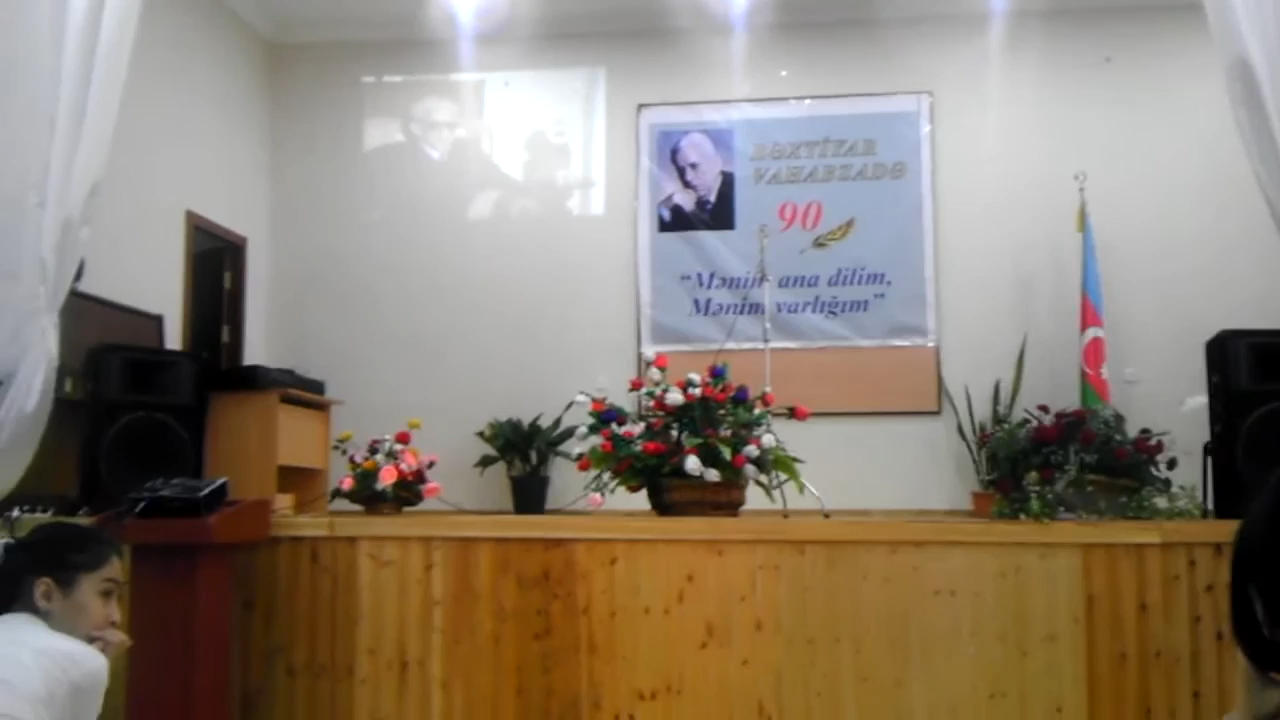 BƏXTİYAR
VAHABZADƏ
90
“Mənim ana dilim,
Mənim varlığım”